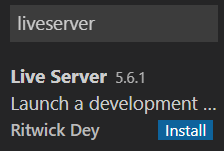 liveserver
Live Server 5.6.1
Launch a development ...
Ritwick Dey Install